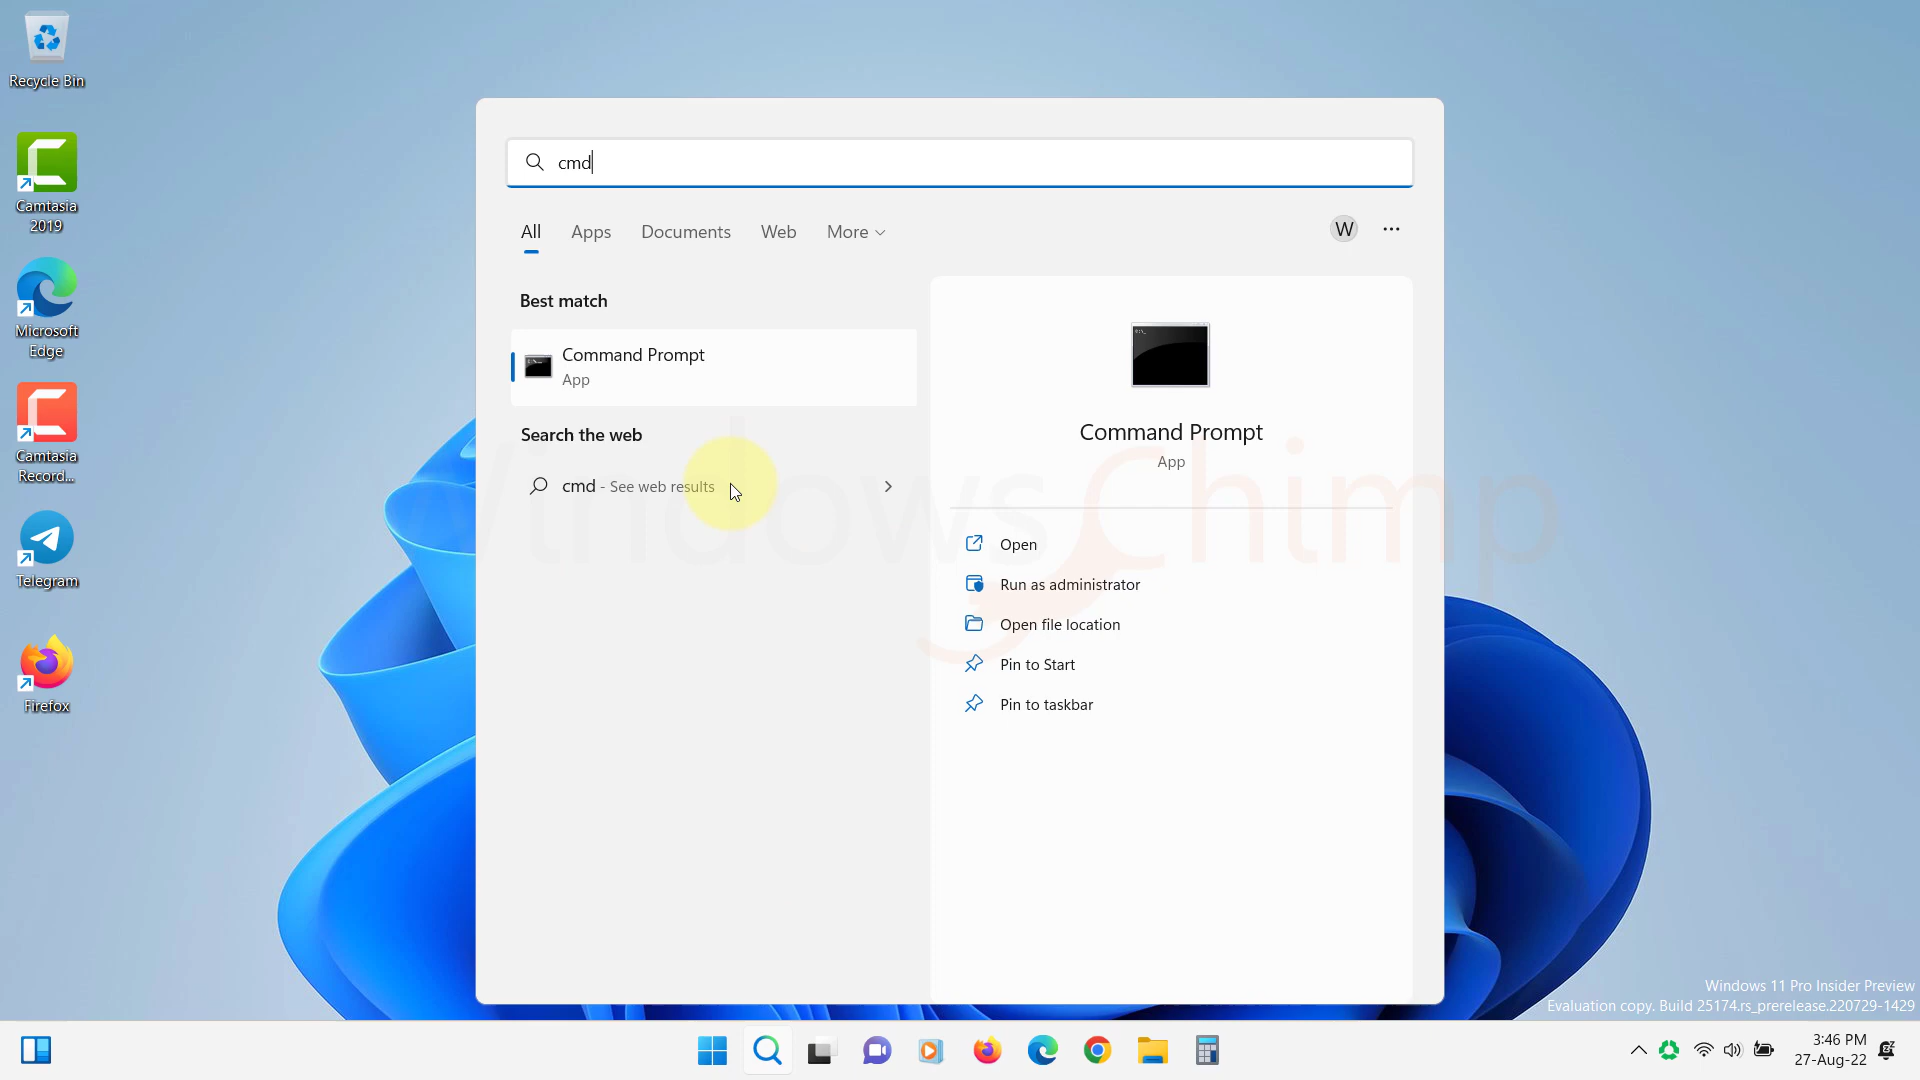 Recycle Bin
Camtasia
2019
Microsoft
Edge
Camtasia
Record...
Telegram
Firefox
cmd
All Apps Documents Web More
W
Best match
Command Prompt
App
Search the web
cmd - See web results
Command Prompt
App
Open
Run as administrator
Open file location
Pin to Start
Pin to taskbar
Windows Chimp
Windows 11 Pro Insider Preview
Evaluation copy. Build 25174.rs_prerelease.220729-1429
3:46 PM
27-Aug-22